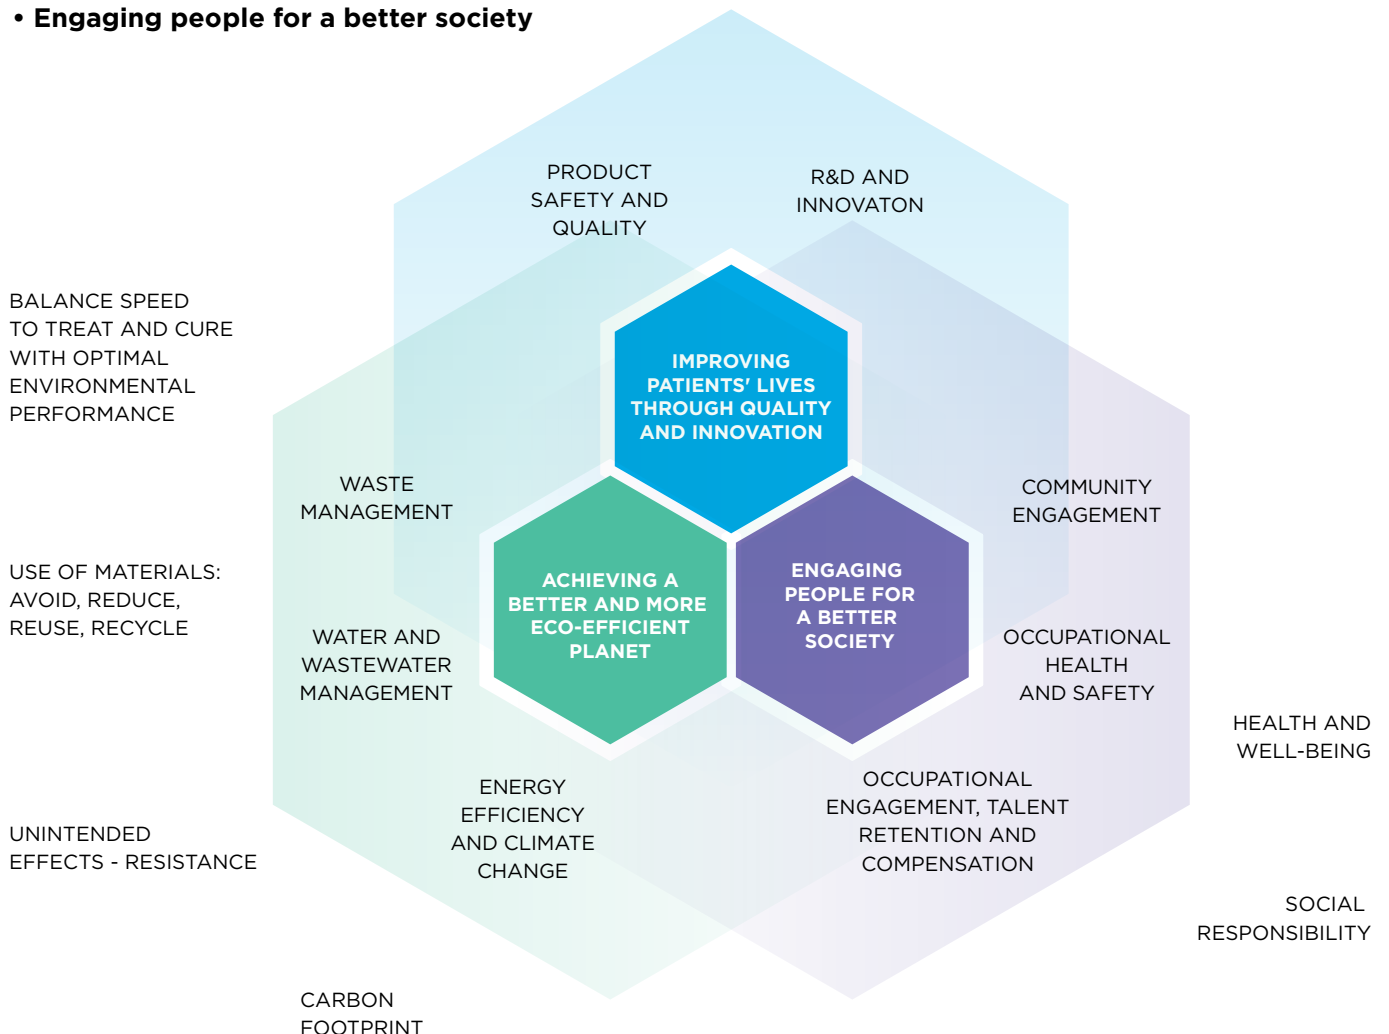 • Engaging people for a better society
PRODUCT
SAFETY AND
QUALITY
R&D AND
INNOVATON
BALANCE SPEED
TO TREAT AND CURE
WITH OPTIMAL
ENVIRONMENTAL
PERFORMANCE
IMPROVING
PATIENTS' LIVES
THROUGH QUALITY
AND INNOVATION
WASTE
MANAGEMENT
COMMUNITY
ENGAGEMENT
USE OF MATERIALS:
AVOID, REDUCE,
REUSE, RECYCLE
ACHIEVING A
BETTER AND MORE
ECO-EFFICIENT
PLANET
ENGAGING
PEOPLE FOR
A BETTER
SOCIETY
WATER AND
WASTEWATER
MANAGEMENT
OCCUPATIONAL
HEALTH
AND SAFETY
HEALTH AND
WELL-BEING
ENERGY
EFFICIENCY
AND CLIMATE
CHANGE
OCCUPATIONAL
ENGAGEMENT, TALENT
RETENTION AND
COMPENSATION
UNINTENDED
EFFECTS - RESISTANCE
SOCIAL
RESPONSIBILITY
CARBON
FOOTPRINT